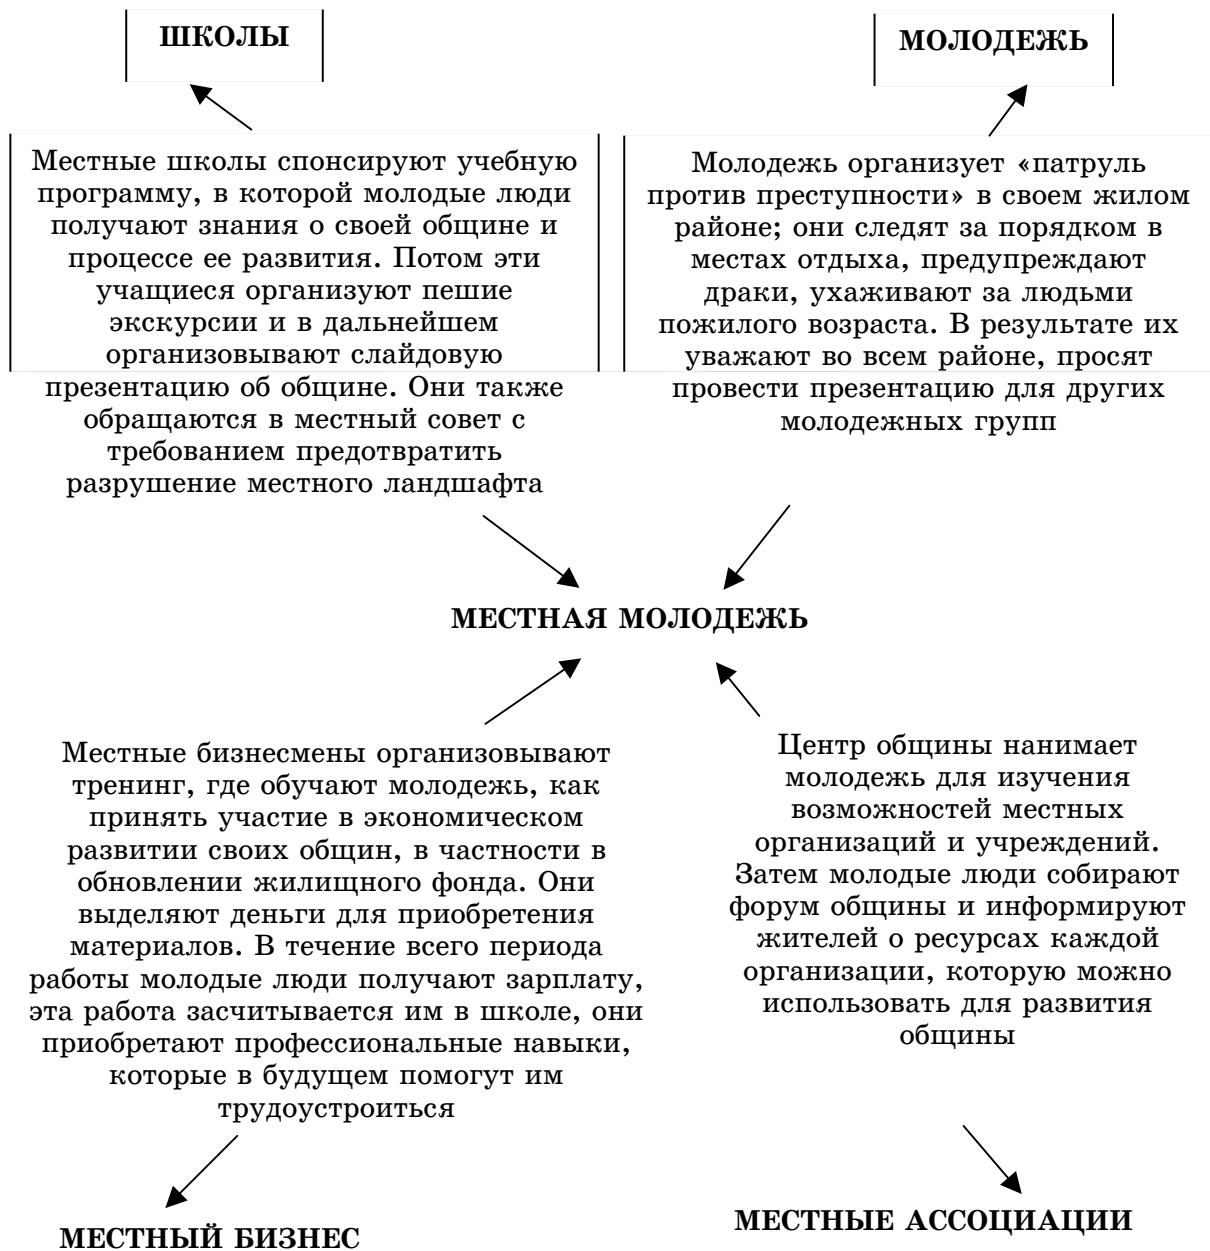 ШКОЛЫ
МОЛОДЕЖЬ
Местные школы спонсируют учебную
программу, в которой молодые люди
получают знания о своей общине и
процессе ее развития. Потом эти
учащиеся организуют пешие
экскурсии и в дальнейшем
организовывают слайдовую
презентацию об общине. Они также
обращаются в местный совет с
требованием предотвратить
разрушение местного ландшафта
Молодежь организует «патруль
против преступности» в своем жилом
районе; они следят за порядком в
местах отдыха, предупреждают
драки, ухаживают за людьми
пожилого возраста. В результате их
уважают во всем районе, просят
провести презентацию для других
молодежных групп
МЕСТНАЯ МОЛОДЕЖЬ
Местные бизнесмены организовывают
тренинг, где обучают молодежь, как
принять участие в экономическом
развитии своих общин, в частности в
обновлении жилищного фонда. Они
выделяют деньги для приобретения
материалов. В течение всего периода
работы молодые люди получают зарплату,
эта работа засчитывается им в школе, они
приобретают профессиональные навыки,
которые в будущем помогут им
трудоустроиться
Центр общины нанимает
молодежь для изучения
возможностей местных
организаций и учреждений.
Затем молодые люди собирают
форум общины и информируют
жителей о ресурсах каждой
организации, которую можно
использовать для развития
общины
МЕСТНЫЙ БИЗНЕС
МЕСТНЫЕ АССОЦИАЦИИ